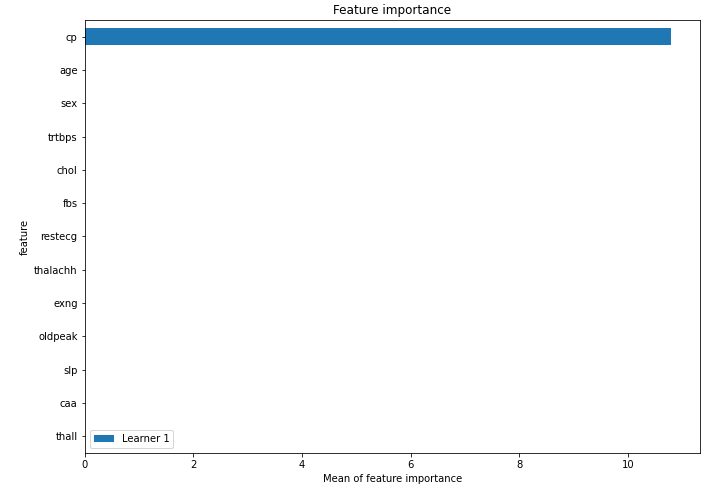 Feature importance
cp
age
sex
trtbps
chol
fbs
restecg
thalachh
exng
oldpeak
slp
caa
thall
feature
Learner 1
0 2 4 6 8 10
Mean of feature importance